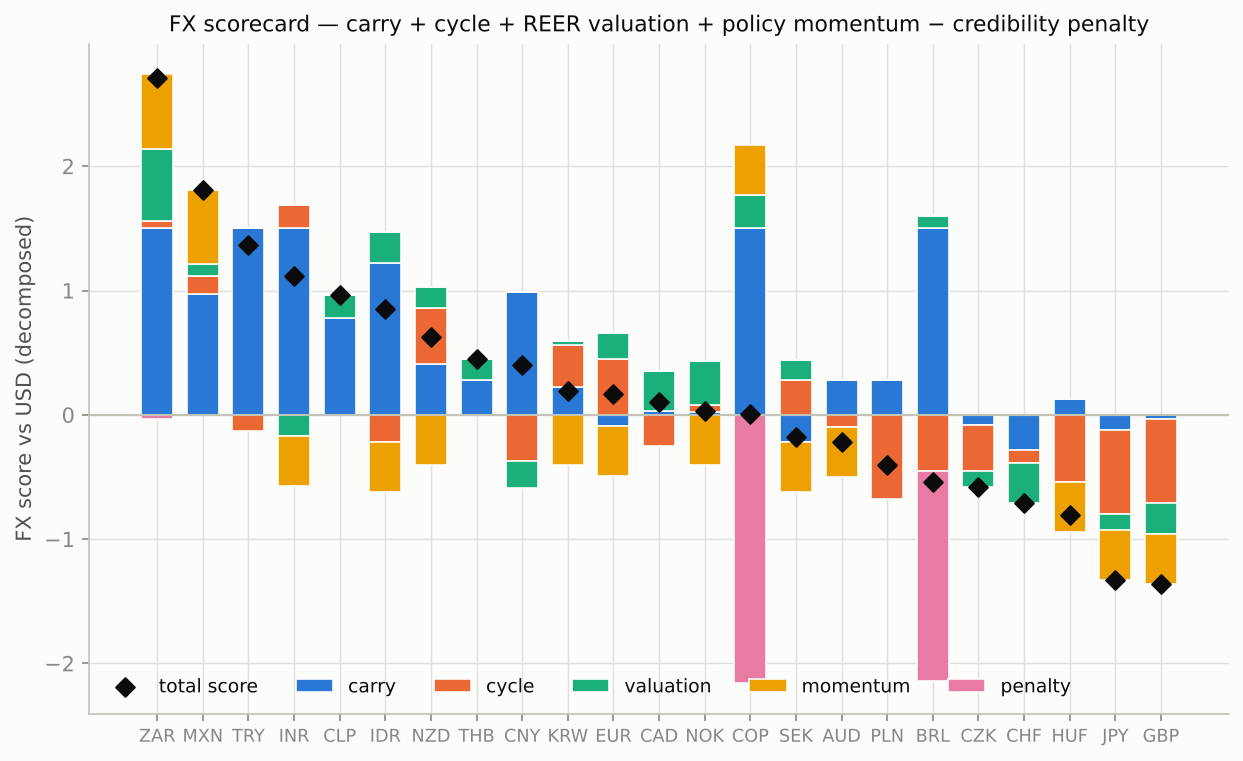 FX scorecard — carry + cycle + REER valuation + policy momentum − credibility penalty
FX score vs USD (decomposed)
2
1
0
−1
−2
total score carry cycle valuation momentum penalty
ZAR MXN TRY INR CLP IDR NZD THB CNY KRW EUR CAD NOK COP SEK AUD PLN BRL CZK CHF HUF JPY GBP